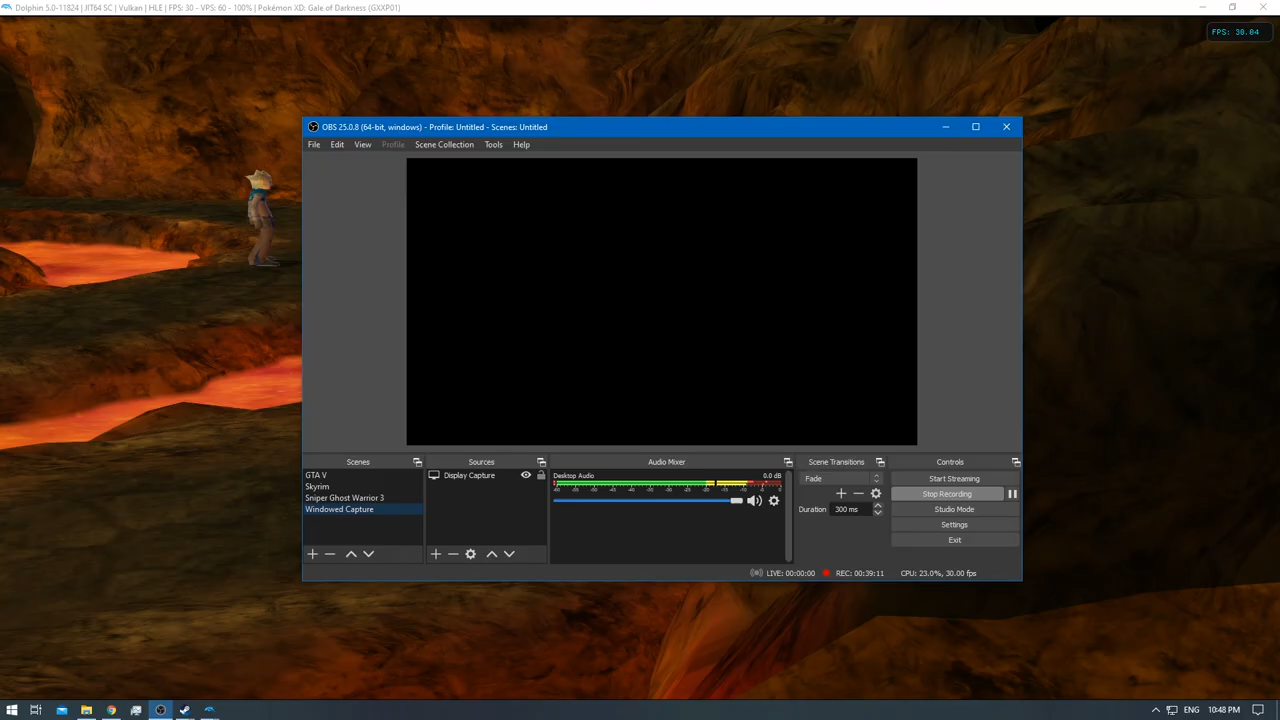 Dolphin 5.0-11824 | JIT64 SC | Vulkan | HLE | FPS: 30 - VPS: 60 - 100% | Pokémon XD: Gale of Darkness (GXXP01)
FPS: 30.04
OBS 25.0.8 (64-bit, windows) - Profile: Untitled - Scenes: Untitled
File Edit View Profile Scene Collection Tools Help
Scenes
GTA V
Skyrim
Sniper Ghost Warrior 3
Windowed Capture
Sources
Display Capture
Audio Mixer
Desktop Audio 0.0 dB
Scene Transitions
Fade
Duration 300 ms
Controls
Start Streaming
Stop Recording
Studio Mode
Settings
Exit
LIVE: 00:00:00 REC: 00:39:11 CPU: 23.0%, 30.00 fps
ENG 10:48 PM